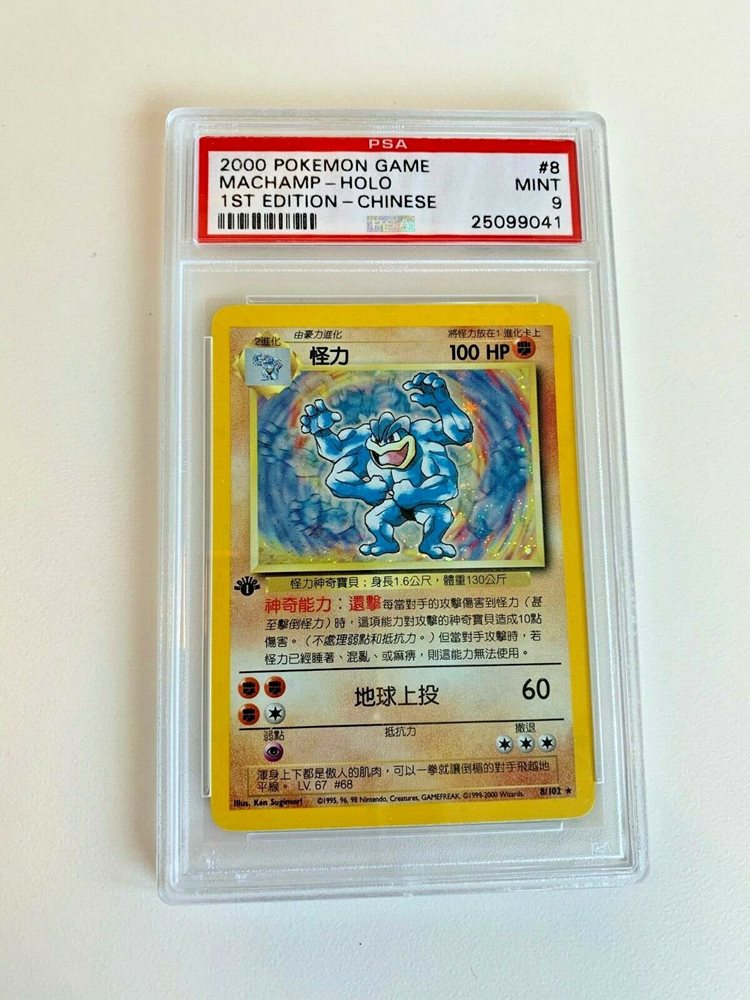 PSA
2000 POKEMON GAME #8
MACHAMP-HOLO MINT
1ST EDITION-CHINESE 9
25099041
由豪力進化 將怪力放在1進化卡上
2進化 怪力 100 HP
怪力神奇寶貝；身長1.6公尺，體重130公斤
EDITION 1
神奇能力：還擊 每當對手的攻擊傷害到怪力（甚
至擊倒怪力）時，這項能力對攻擊的神奇寶貝造成10點
傷害。（不處理弱點和抵抗力。）但當對手攻擊時，若
怪力已經睡著、混亂、或麻痹，則這能力無法使用。
地球上投 60
弱點 抵抗力 撤退
渾身上下都是傲人的肌肉，可以一拳就讓倒楣的對手飛越地
平線。 LV. 67 #68
Illus. Ken Sugimori ©1995, 96, 98 Nintendo, Creatures, GAMEFREAK. ©1999-2000 Wizards. 8/102 ★